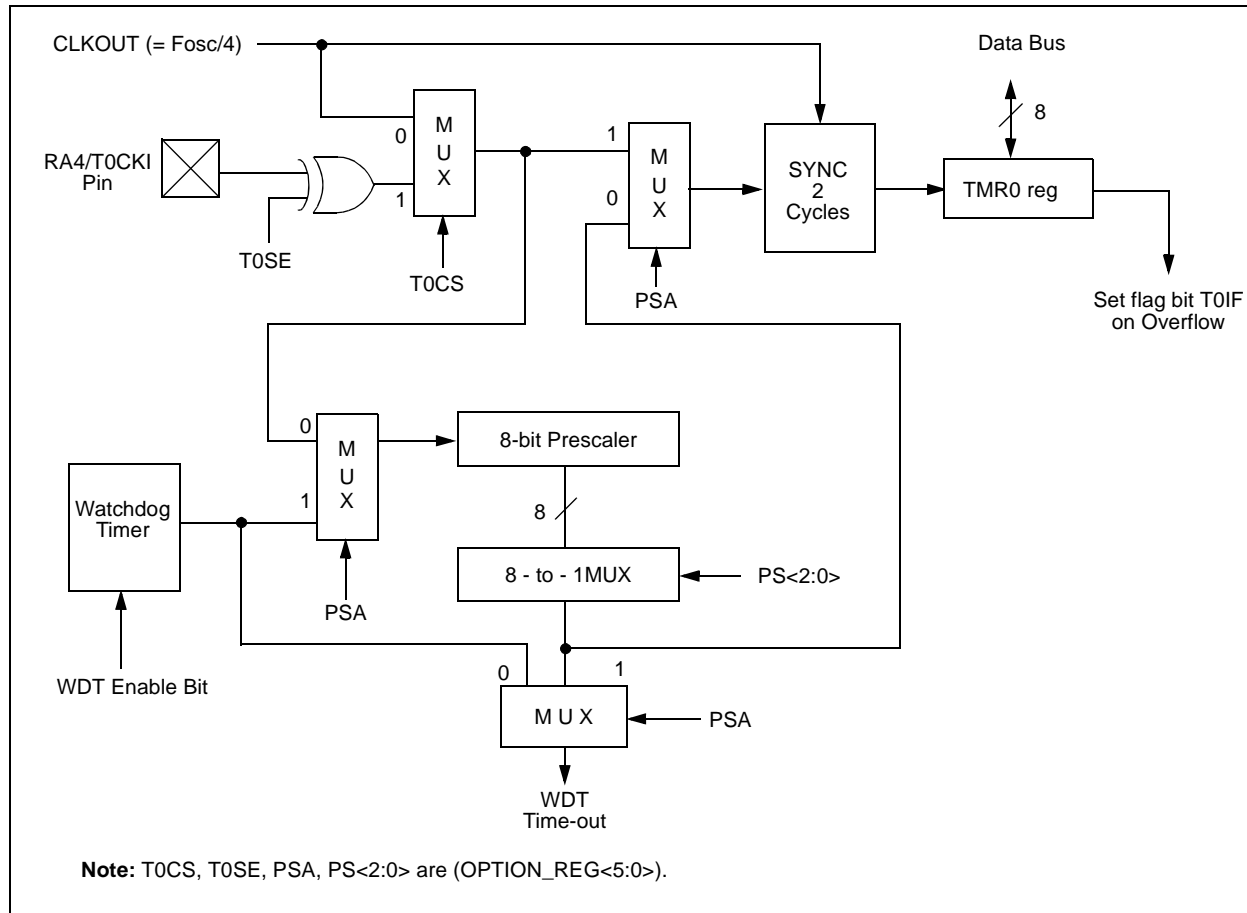 CLKOUT (= Fosc/4)
Data Bus
8
M
U
X
0
1
RA4/T0CKI
Pin
T0SE
T0CS
1
0
M
U
X
PSA
SYNC
2
Cycles
TMR0 reg
Set flag bit T0IF
on Overflow
0
1
M
U
X
PSA
8-bit Prescaler
8
Watchdog
Timer
8 - to - 1MUX
PS<2:0>
WDT Enable Bit
0
1
M U X
PSA
WDT
Time-out
Note: T0CS, T0SE, PSA, PS<2:0> are (OPTION_REG<5:0>).